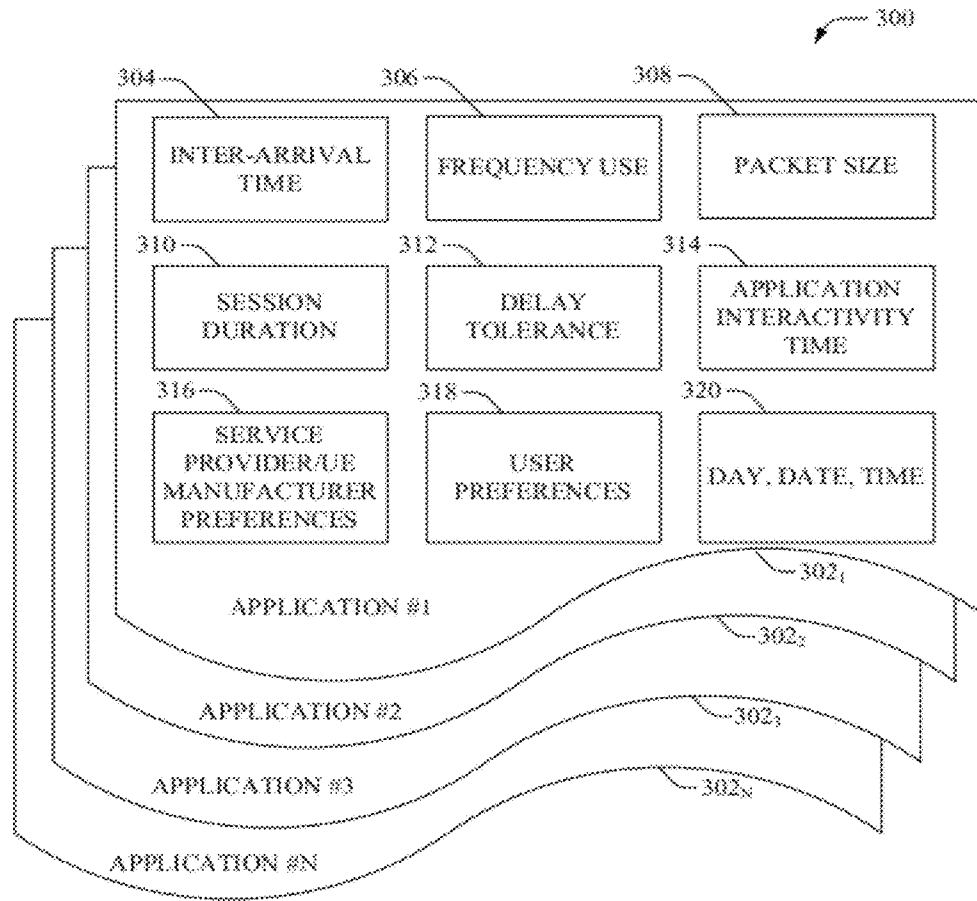 300
304
306
308
INTER-ARRIVAL
TIME
FREQUENCY USE
PACKET SIZE
310
312
314
SESSION
DURATION
DELAY
TOLERANCE
APPLICATION
INTERACTIVITY
TIME
316
318
320
SERVICE
PROVIDER/UE
MANUFACTURER
PREFERENCES
USER
PREFERENCES
DAY, DATE, TIME
302₁
APPLICATION #1
302₂
APPLICATION #2
302₃
APPLICATION #3
302_N
APPLICATION #N